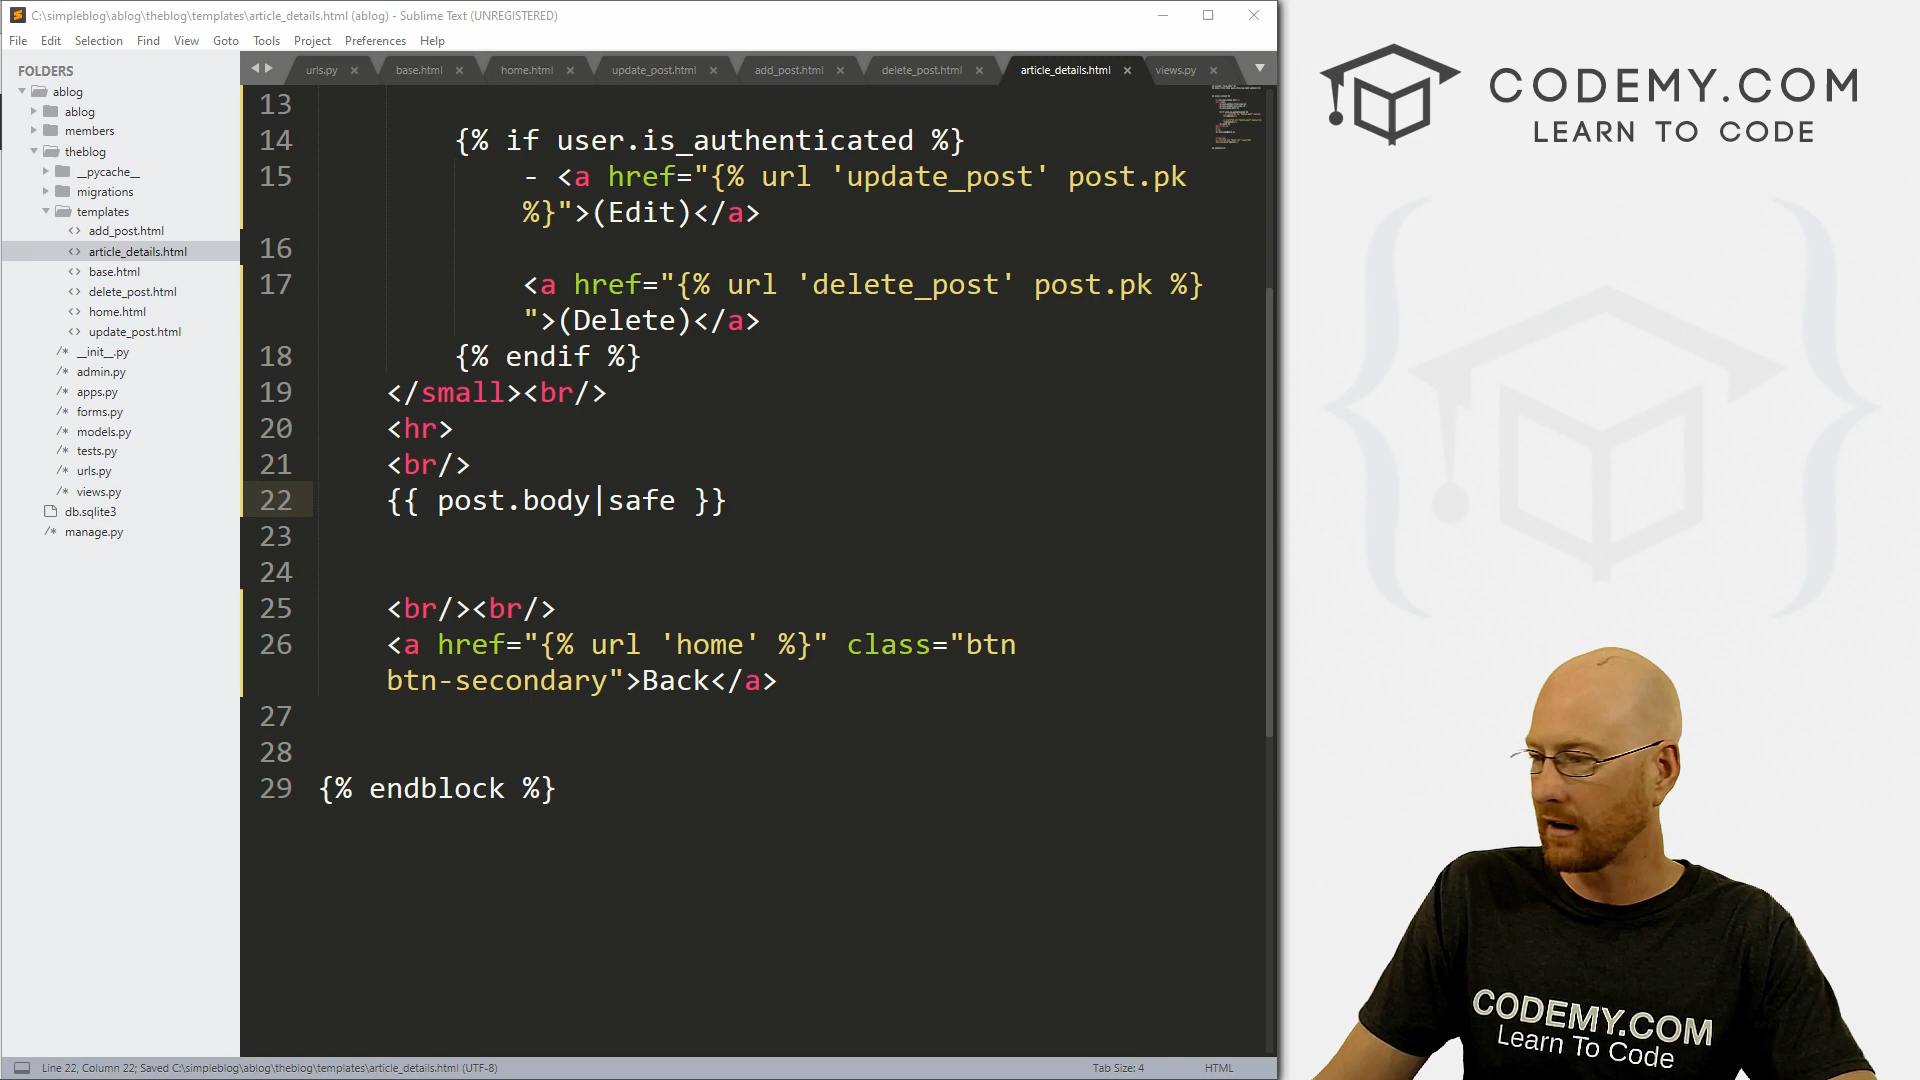 C:\simpleblog\ablog\theblog\templates\article_details.html (ablog) - Sublime Text (UNREGISTERED)
File Edit Selection Find View Goto Tools Project Preferences Help
FOLDERS
ablog
ablog
members
theblog
__pycache__
migrations
templates
add_post.html
article_details.html
base.html
delete_post.html
home.html
update_post.html
__init__.py
admin.py
apps.py
forms.py
models.py
tests.py
urls.py
views.py
db.sqlite3
manage.py
urls.py base.html home.html update_post.html add_post.html delete_post.html article_details.html views.py
13
14 {% if user.is_authenticated %}
15 - <a href="{% url 'update_post' post.pk
%}">(Edit)</a>
16
17 <a href="{% url 'delete_post' post.pk %}
">(Delete)</a>
18 {% endif %}
19 </small><br/>
20 <hr>
21 <br/>
22 {{ post.body|safe }}
23
24
25 <br/><br/>
26 <a href="{% url 'home' %}" class="btn
btn-secondary">Back</a>
27
28
29 {% endblock %}
Line 22, Column 22; Saved C:\simpleblog\ablog\theblog\templates\article_details.html (UTF-8)
Tab Size: 4
HTML
CODEMY.COM
LEARN TO CODE
CODEMY.COM
Learn To Code